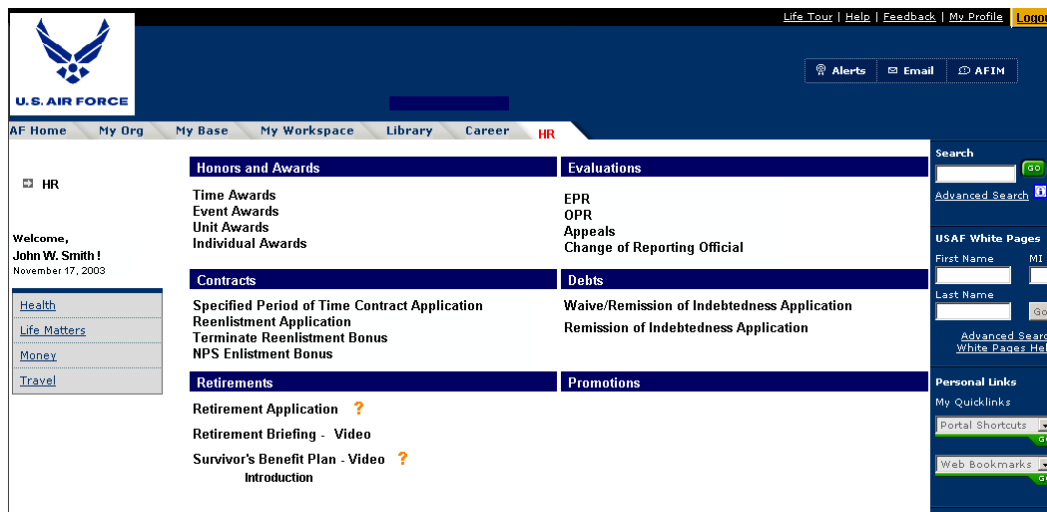 Life Tour | Help | Feedback | My Profile
U.S. AIR FORCE
Alerts Email AFIM
AF Home My Org My Base My Workspace Library Career HR
HR
Welcome,
John W. Smith !
November 17, 2003
Health
Life Matters
Money
Travel
Honors and Awards
Time Awards
Event Awards
Unit Awards
Individual Awards
Evaluations
EPR
OPR
Appeals
Change of Reporting Official
Contracts
Specified Period of Time Contract Application
Reenlistment Application
Terminate Reenlistment Bonus
NPS Enlistment Bonus
Debts
Waive/Remission of Indebtedness Application
Remission of Indebtedness Application
Retirements
Retirement Application ?
Retirement Briefing - Video
Survivor's Benefit Plan - Video ?
Introduction
Promotions
Search
GO
Advanced Search i
USAF White Pages
First Name MI
Last Name
Go
Advanced
White Pages
Personal Links
My Quicklinks
Portal Shortcuts
Web Bookmarks